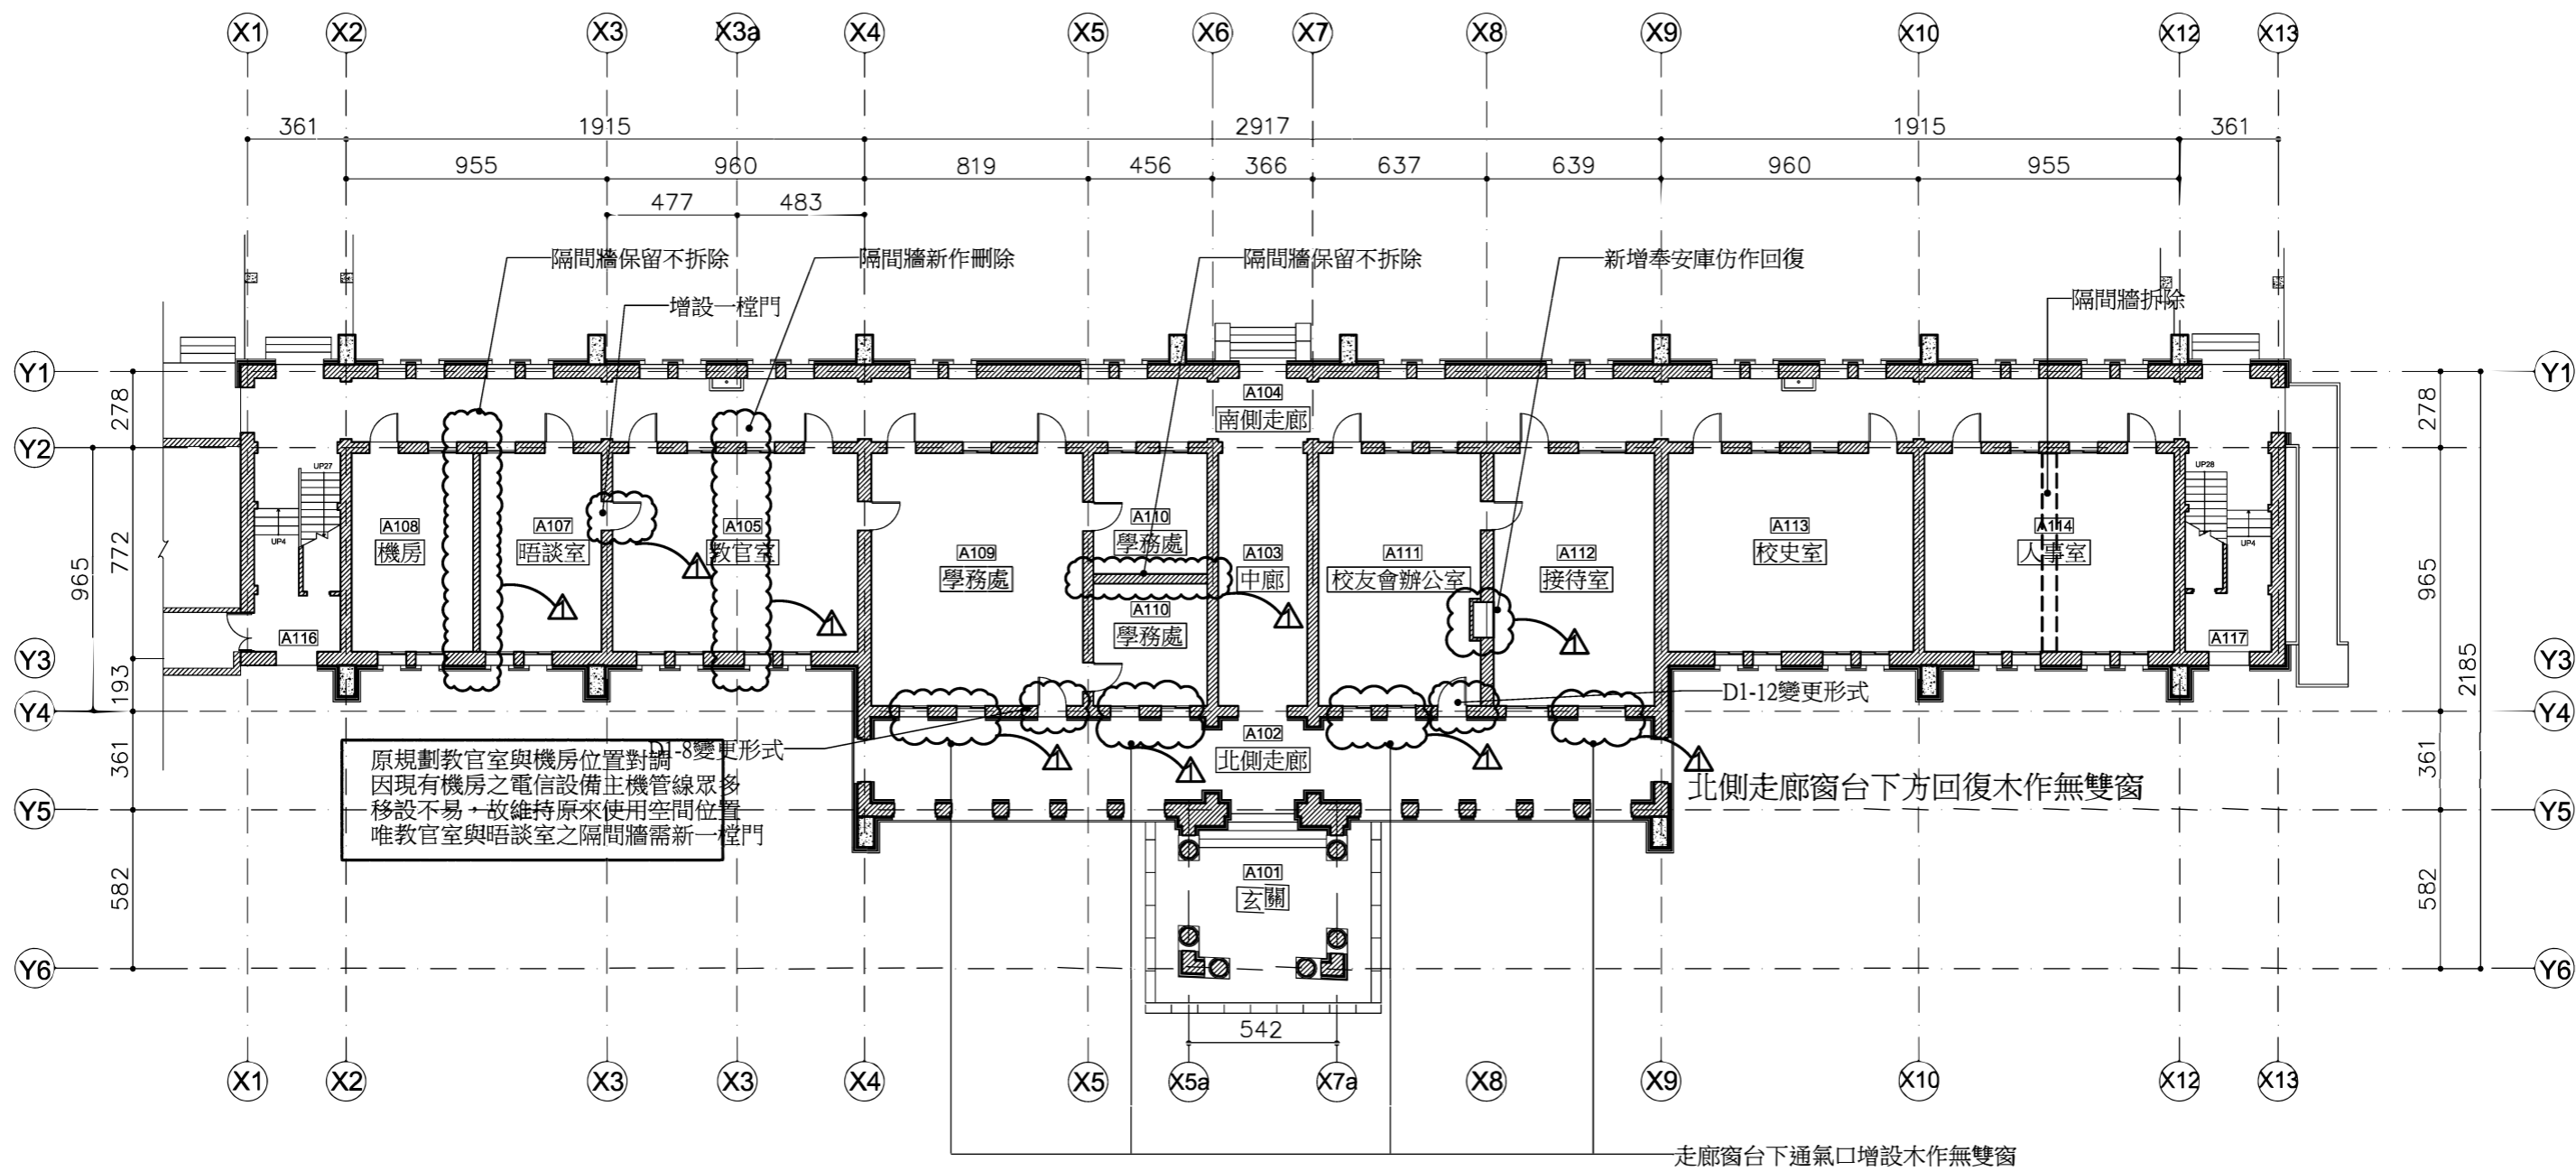 X1 X2 X3 X3a X4 X5 X6 X7 X8 X9 X10 X12 X13
361 1915 2917 1915 361
955 960 819 456 366 637 639 960 955
477 483
隔間牆保留不拆除 隔間牆新作刪除 隔間牆保留不拆除 新增奉安庫仿作回復
增設一樘門 隔間牆拆除
Y1 Y1
278 278
A104
南側走廊
Y2 Y2
UP27 UP28
965 772 965 2185
A108 A107 A105 A110 A113 A114
機房 晤談室 教官室 學務處 校史室 人事室
UP4 UP4
A109 A103 A111 A112
學務處 中廊 校友會辦公室 接待室
A110
學務處
A116 A117
Y3 Y3
193
D1-12變更形式
Y4 Y4
D1-8變更形式
A102
北側走廊
361 361
1 1 1 1 1 1 1 1 1
原規劃教官室與機房位置對調
因現有機房之電信設備主機管線眾多
移設不易，故維持原來使用空間位置
唯教官室與晤談室之隔間牆需新一樘門
北側走廊窗台下方回復木作無雙窗
Y5 Y5
582 582
A101
玄關
Y6 Y6
542
X1 X2 X3 X3 X4 X5 X5a X7a X8 X9 X10 X12 X13
走廊窗台下通氣口增設木作無雙窗